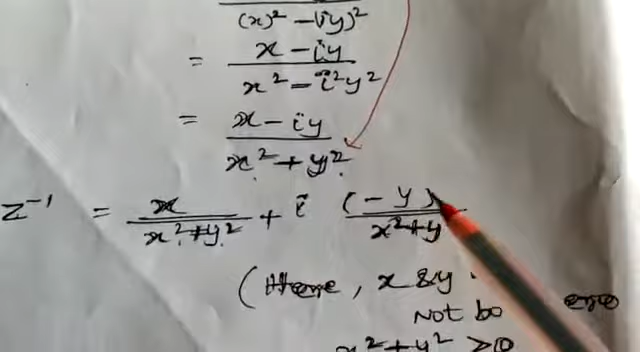 (x)² - (iy)²
= x - iy / x² - i²y²
= x - iy / x² + y²
z⁻¹ = x / x² + y² + i (-y) / x² + y
(Here, x & y
Not bo
x² + y² > 0